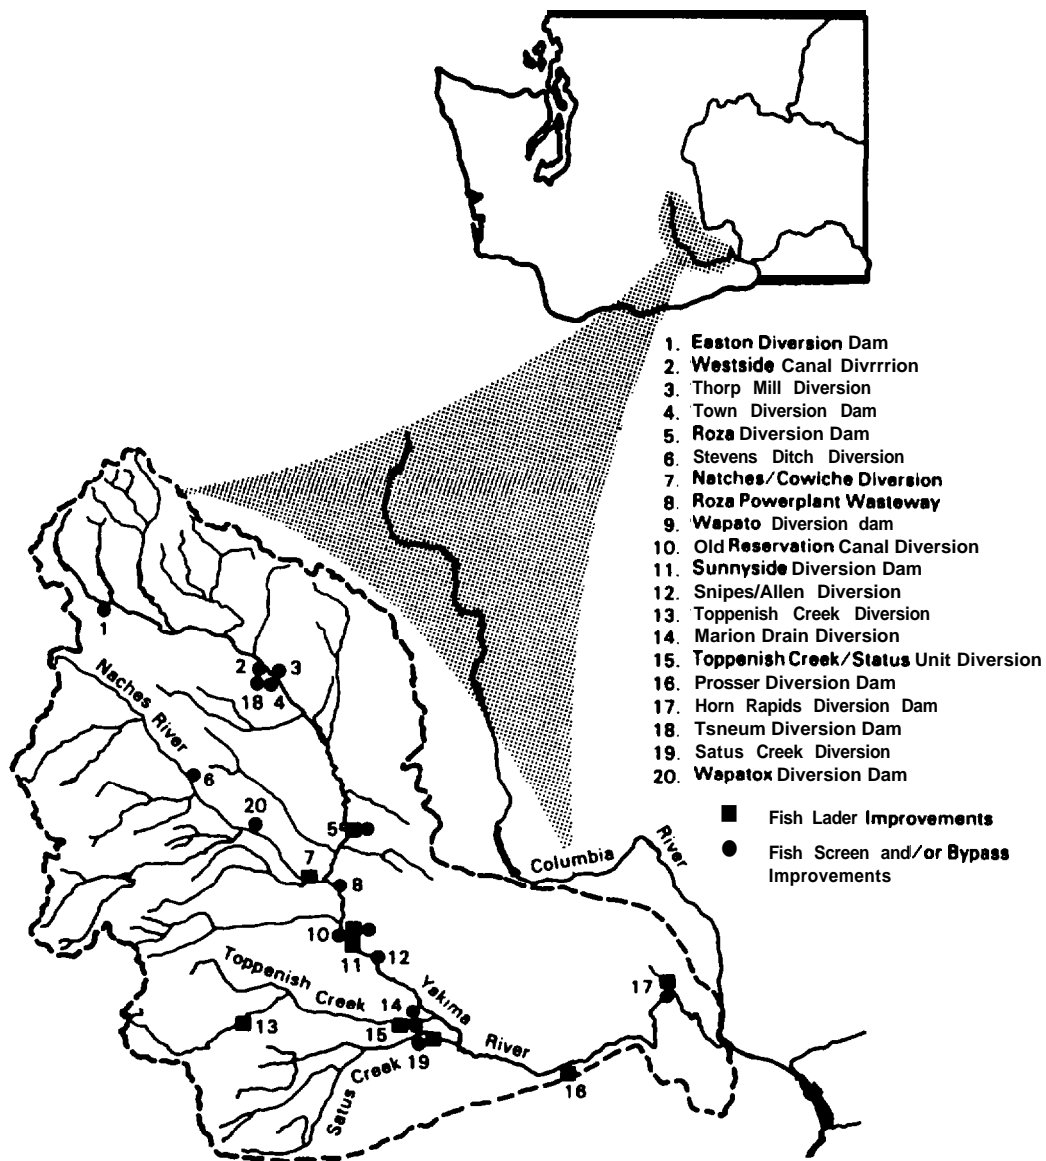 1. Easton Diversion Dam
2. Westside Canal Divrrrion
3. Thorp Mill Diversion
4. Town Diversion Dam
5. Roza Diversion Dam
6. Stevens Ditch Diversion
7. Natches/Cowiche Diversion
8. Roza Powerplant Wasteway
9. Wapato Diversion dam
10. Old Reservation Canal Diversion
11. Sunnyside Diversion Dam
12. Snipes/Allen Diversion
13. Toppenish Creek Diversion
14. Marion Drain Diversion
15. Toppenish Creek/Status Unit Diversion
16. Prosser Diversion Dam
17. Horn Rapids Diversion Dam
18. Tsneum Diversion Dam
19. Satus Creek Diversion
20. Wapatox Diversion Dam
Fish Lader Improvements
Fish Screen and/or Bypass
Improvements
1
2
3
18
4
Naches River
6
20
5
7
8
10
11
12
Columbia River
Toppenish Creek
Yakima River
14
13
15
19
Satus Creek
17
16